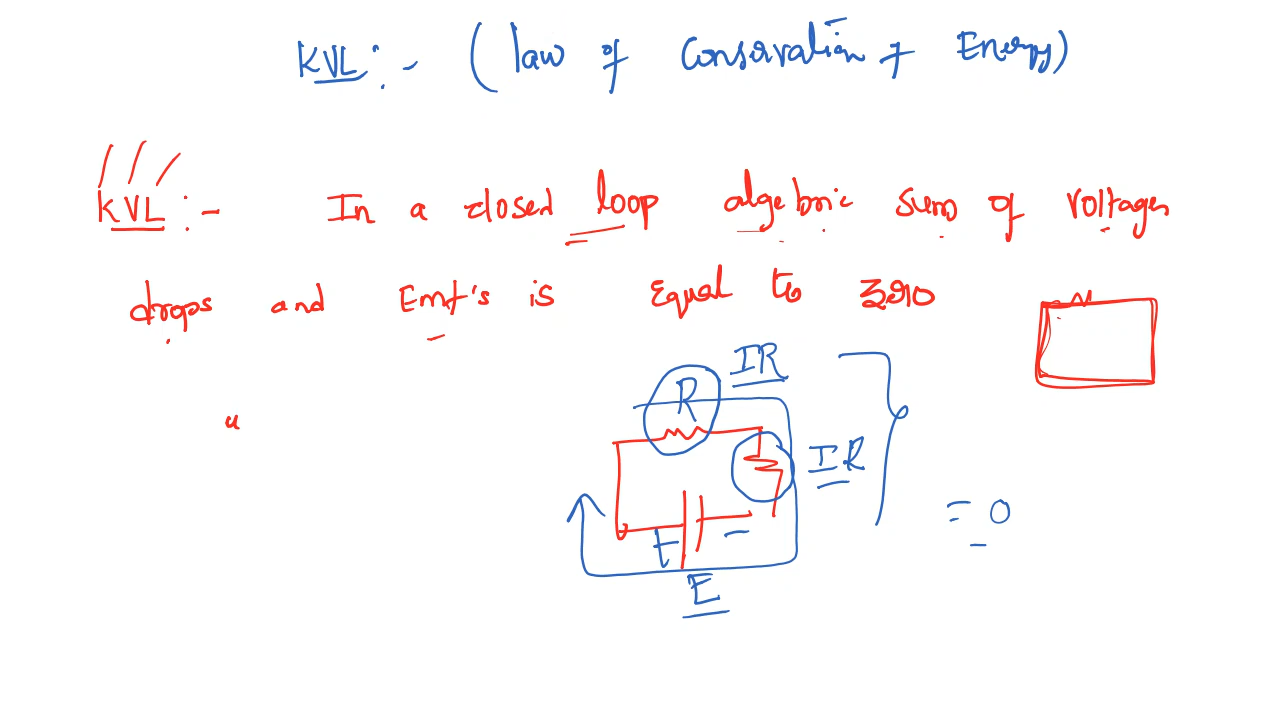 KVL :- (law of Conservation of Energy)
KVL :- In a closed loop algebric sum of voltages
drops and Emf's is Equal to zero
IR
R
IR
= 0
+ -
E